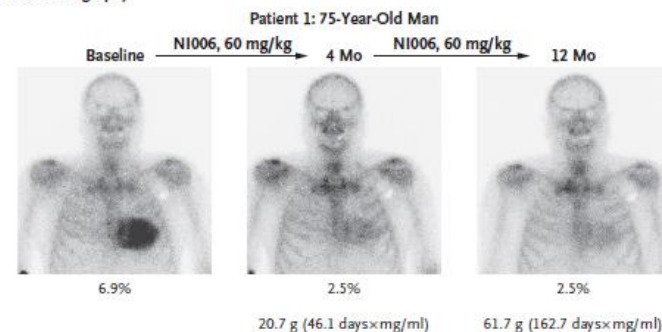 Patient 1: 75-Year-Old Man
Baseline NI006, 60 mg/kg 4 Mo NI006, 60 mg/kg 12 Mo
6.9% 2.5% 2.5%
20.7 g (46.1 days×mg/ml) 61.7 g (162.7 days×mg/ml)